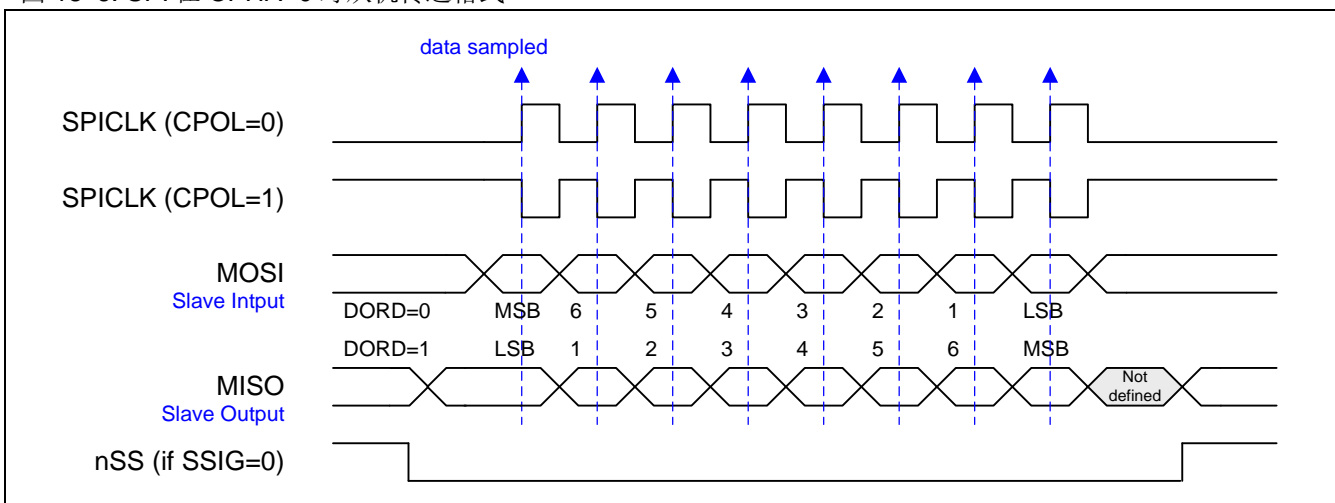 data sampled
SPICLK (CPOL=0)
SPICLK (CPOL=1)
MOSI
Slave Intput
DORD=0 MSB 6 5 4 3 2 1 LSB
DORD=1 LSB 1 2 3 4 5 6 MSB
MISO
Slave Output
Not
defined
nSS (if SSIG=0)